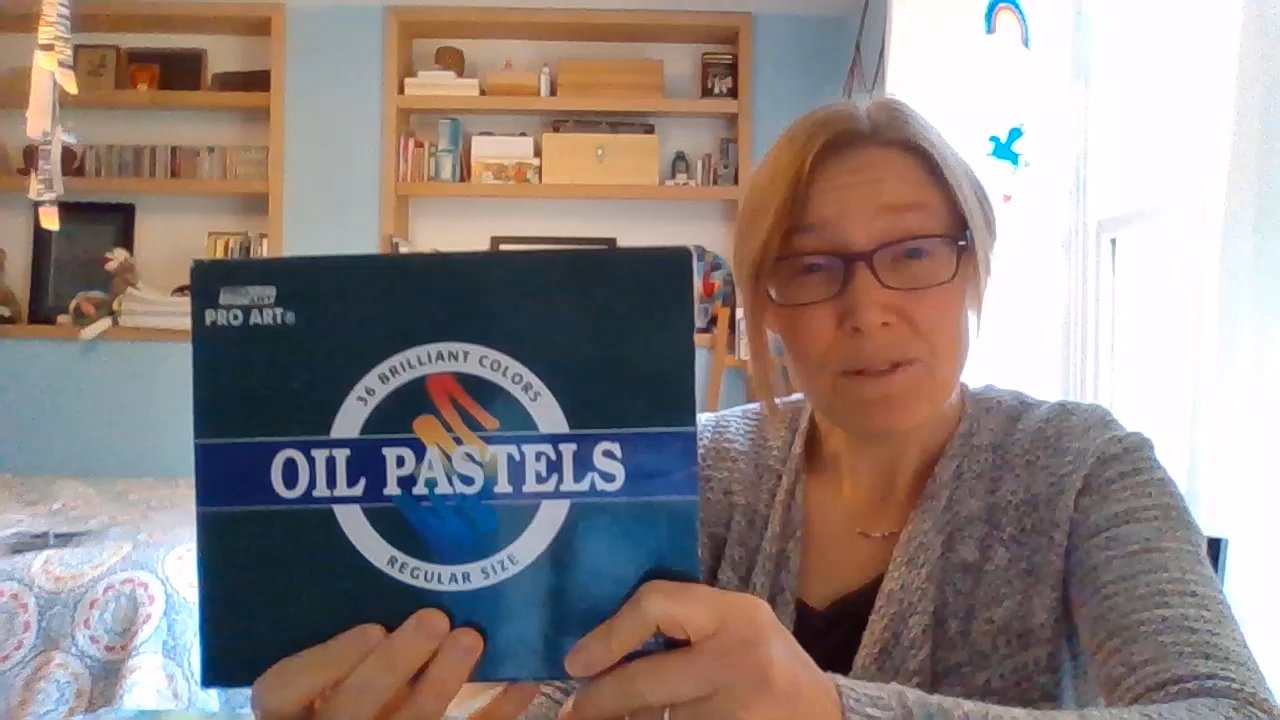 PRO ART®
36 BRILLIANT COLORS
OIL PASTELS
REGULAR SIZE